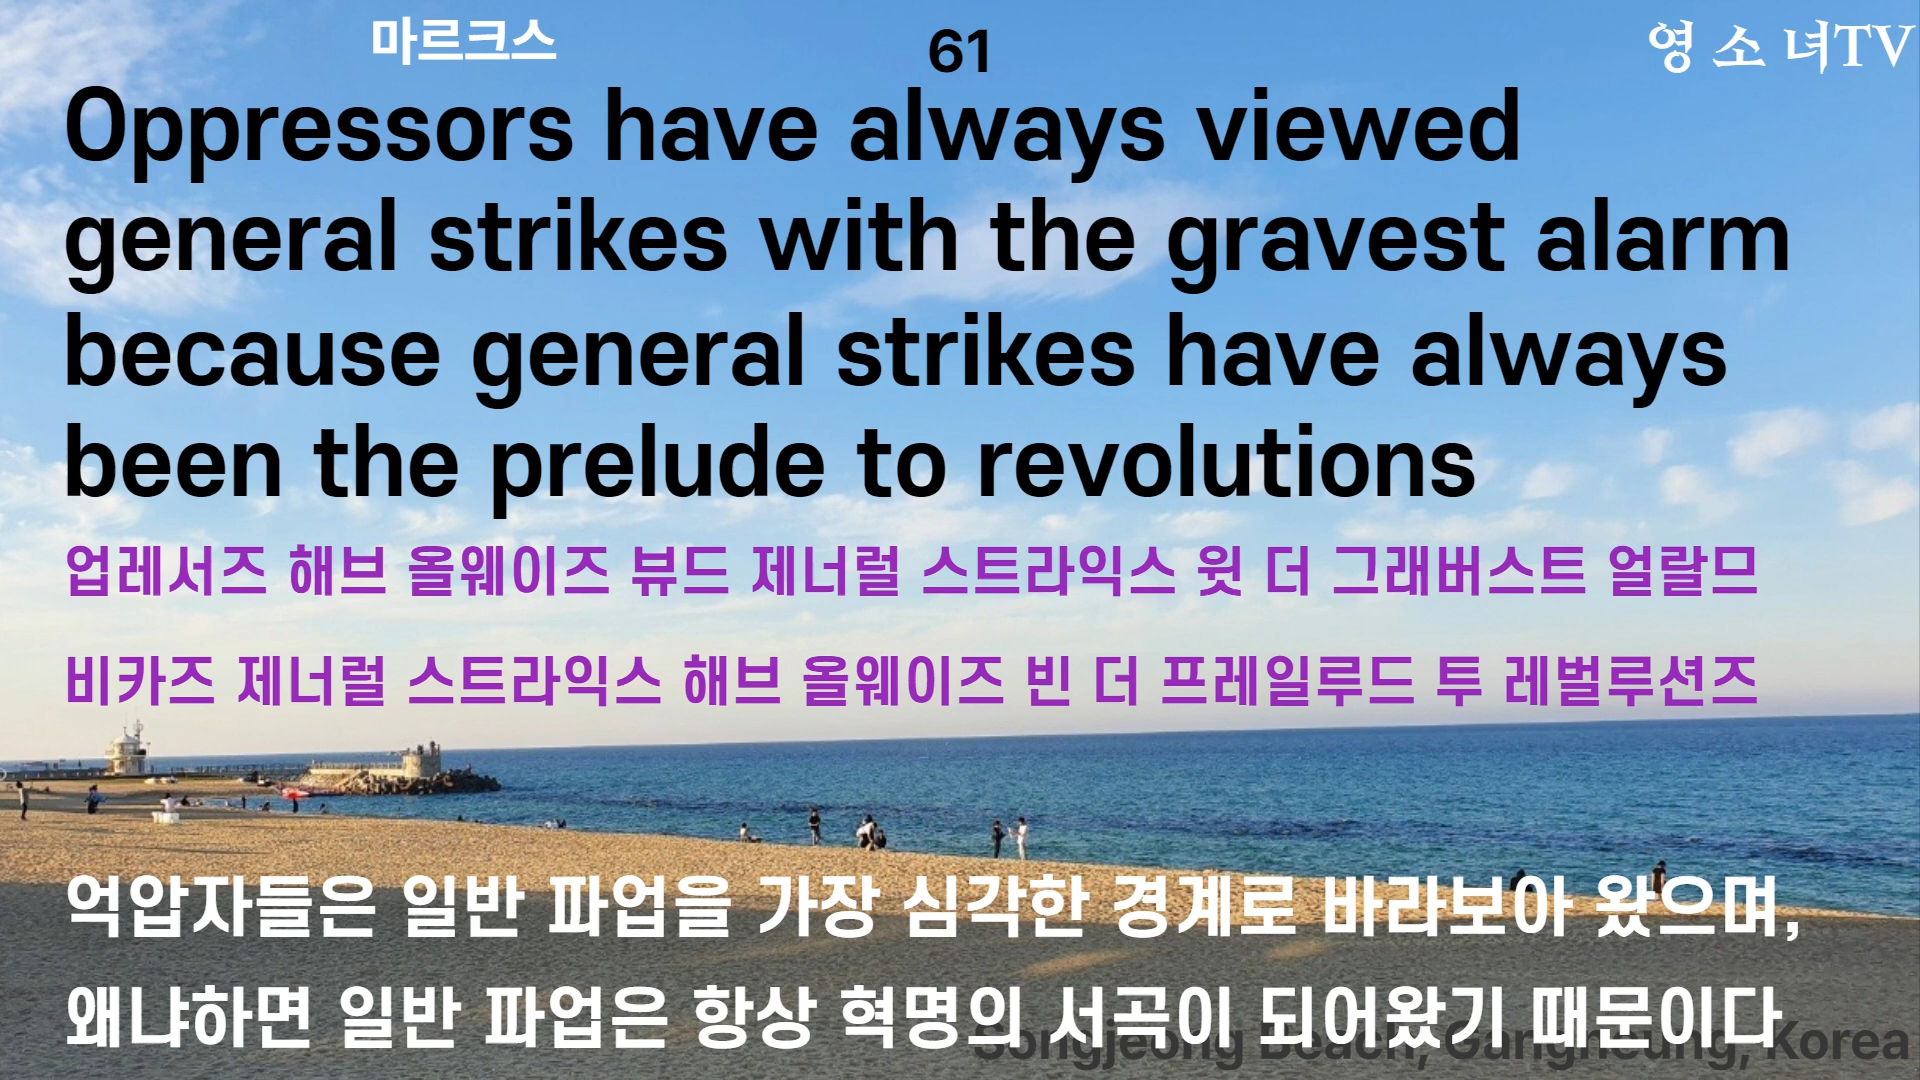 마르크스
61
영 소 녀TV
Oppressors have always viewed
general strikes with the gravest alarm
because general strikes have always
been the prelude to revolutions
업레서즈 해브 올웨이즈 뷰드 제너럴 스트라익스 윗 더 그래버스트 얼랄므
비카즈 제너럴 스트라익스 해브 올웨이즈 빈 더 프레일루드 투 레벌루션즈
억압자들은 일반 파업을 가장 심각한 경계로 바라보아 왔으며,
왜냐하면 일반 파업은 항상 혁명의 서곡이 되어왔기 때문이다
Songjeong Beach, Gangneung, Korea